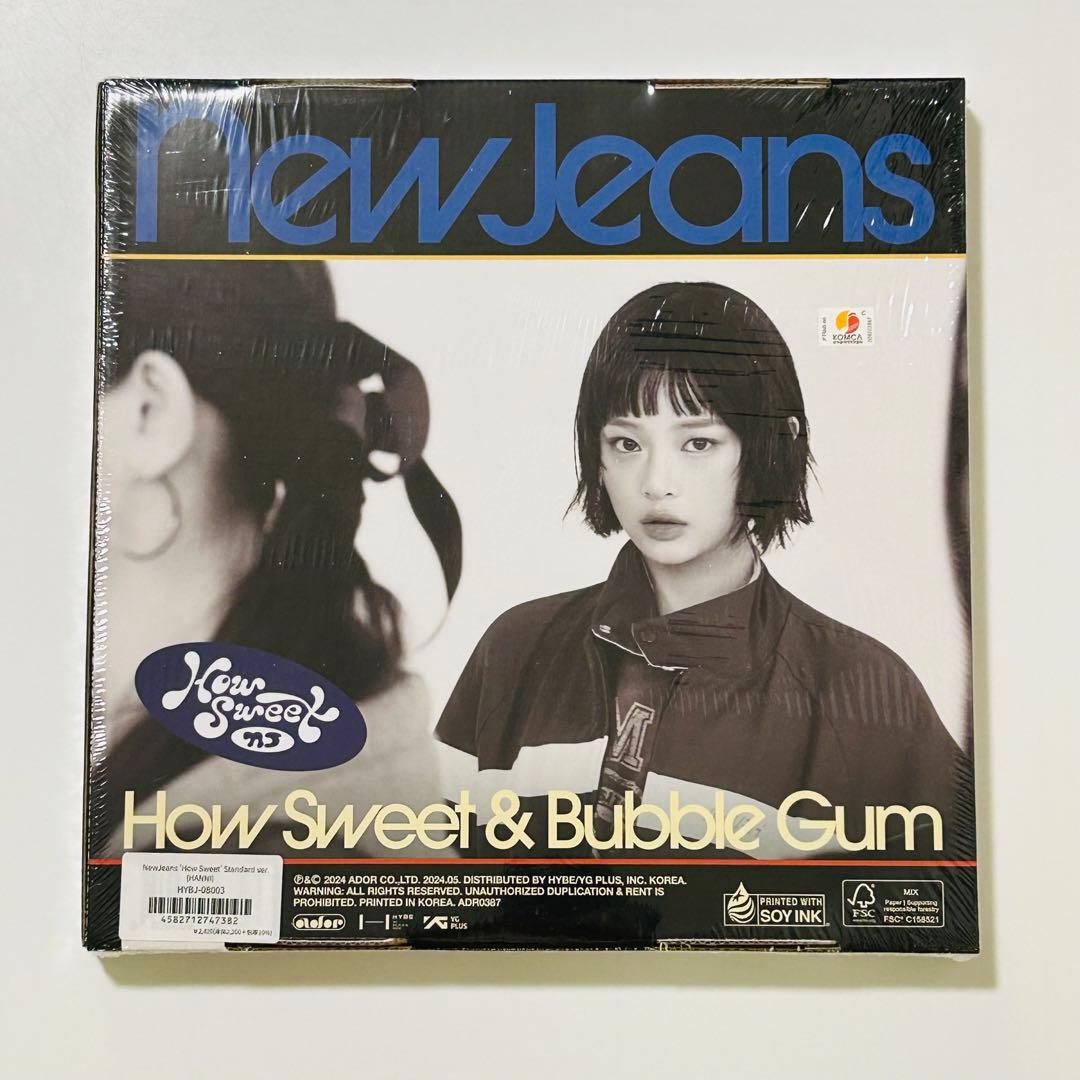 NewJeans
KOMCA
How
Sweet
NJ
How Sweet & Bubble Gum
NewJeans 'How Sweet' Standard ver.
(HANNI)
HYBJ-08003
4582712747382
℗&© 2024 ADOR CO.,LTD. 2024.05. DISTRIBUTED BY HYBE/YG PLUS, INC. KOREA.
WARNING: ALL RIGHTS RESERVED. UNAUTHORIZED DUPLICATION & RENT IS
PROHIBITED. PRINTED IN KOREA. ADR0387
ador
HYBE
YG
PLUS
PRINTED WITH
SOY INK
FSC
MIX
Paper | Supporting
responsible forestry
FSC® C158321